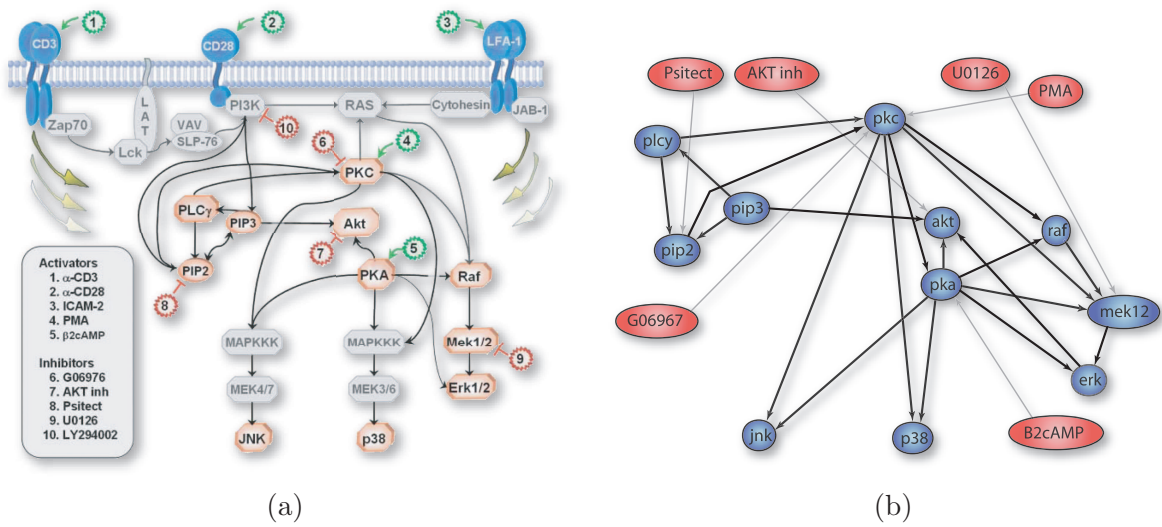 1
2
3
CD3
CD28
LFA-1
L
A
T
PI3K
RAS
Cytohesin
JAB-1
Zap70
VAV
SLP-76
Lck
10
6
4
PKC
PLCγ
PIP3
Akt
7
5
PIP2
PKA
Raf
8
MAPKKK
MAPKKK
Mek1/2
9
MEK4/7
MEK3/6
Erk1/2
JNK
p38
Activators
1. α-CD3
2. α-CD28
3. ICAM-2
4. PMA
5. β2cAMP
Inhibitors
6. G06976
7. AKT inh
8. Psitect
9. U0126
10. LY294002
(a)
Psitect
AKT inh
U0126
PMA
pkc
plcy
pip3
akt
raf
pip2
pka
mek12
G06967
erk
jnk
p38
B2cAMP
(b)